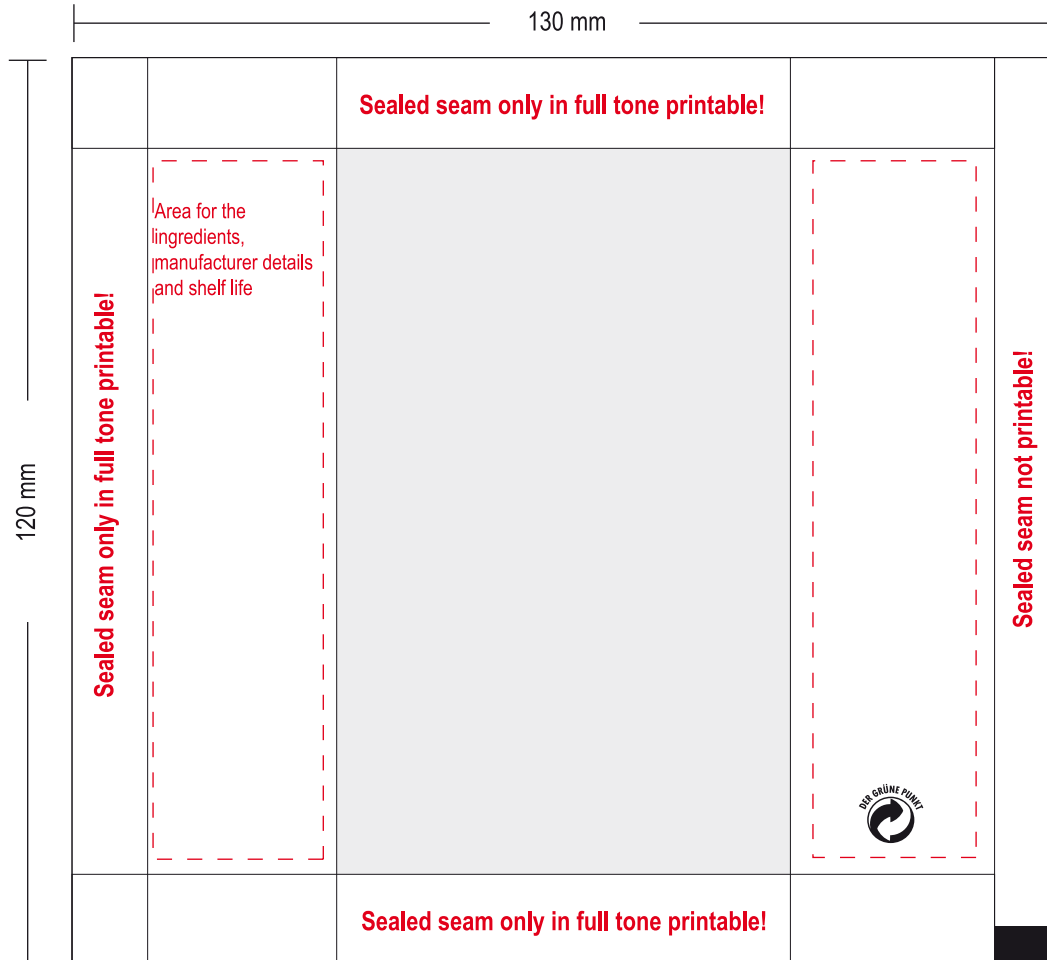 130 mm
Sealed seam only in full tone printable!
Area for the
ingredients,
manufacturer details
and shelf life
Sealed seam only in full tone printable!
120 mm
Sealed seam not printable!
DER GRÜNE PUNKT
Sealed seam only in full tone printable!